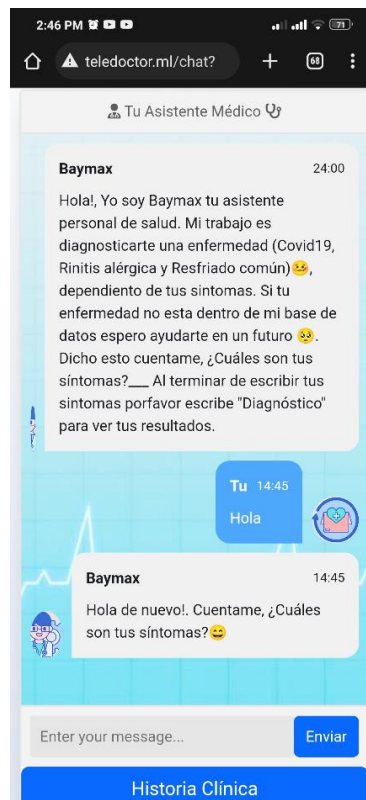 2:46 PM
71
teledoctor.ml/chat?
68
Tu Asistente Médico
Baymax 24:00
Hola!, Yo soy Baymax tu asistente
personal de salud. Mi trabajo es
diagnosticarte una enfermedad (Covid19,
Rinitis alérgica y Resfriado común)🤒,
dependiento de tus sintomas. Si tu
enfermedad no esta dentro de mi base de
datos espero ayudarte en un futuro 🥺.
Dicho esto cuentame, ¿Cuáles son tus
síntomas?___ Al terminar de escribir tus
sintomas porfavor escribe "Diagnóstico"
para ver tus resultados.
Tu 14:45
Hola
Baymax 14:45
Hola de nuevo!. Cuentame, ¿Cuáles
son tus síntomas?😄
Enter your message...
Enviar
Historia Clínica